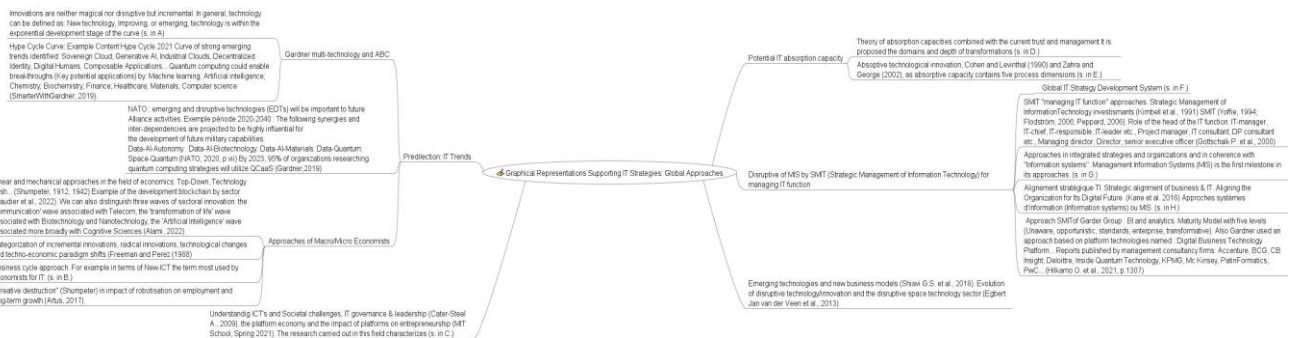 Innovations are neither magical nor disruptive but incremental. In general, technology
can be defined as: New technology, Improving, or emerging, technology is within the
exponential development stage of the curve (s. in A)
Hype Cycle Curve: Example Content Hype Cycle 2021 Curve of strong emerging
trends identified: Sovereign Cloud, Generative AI, Industrial Clouds, Decentralized
Identity, Digital Humans, Composable Applications... Quantum computing could enable
breakthroughs (Key potential applications) by: Machine learning; Artificial intelligence;
Chemistry; Biochemistry; Finance; Healthcare, Materials; Computer science
(SmarterWithGardner, 2019).
Gardner multi-technology and ABC
NATO : emerging and disruptive technologies (EDTs) will be important to future
Alliance activities. Exemple période 2020-2040 : The following synergies and
inter-dependencies are projected to be highly influential for
the development of future military capabilities:
Data-AI-Autonomy: Data-AI-Biotechnology: Data-AI-Materials: Data-Quantum:
Space-Quantum (NATO, 2020, p.vii) By 2023, 95% of organizations researching
quantum computing strategies will utilize QCaaS (Gardner,2019)
Predilection: IT Trends
near and mechanical approaches in the field of economics: Top-Down, Technology
sh... (Shumpeter, 1912, 1942) Example of the development blockchain by sector
audier et al., 2022). We can also distinguish three waves of sectoral innovation: the
ommunication' wave associated with Telecom, the 'transformation of life' wave
sociated with Biotechnology and Nanotechnology, the 'Artificial Intelligence' wave
sociated more broadly with Cognitive Sciences (Alami, 2022)
ategorization of incremental innovations, radical innovations, technological changes
d techno-economic paradigm shifts (Freeman and Perez (1988)
siness cycle approach. For example in terms of New-ICT the term most used by
onomists for IT. (s. in B.)
reative destruction" (Shumpeter) in impact of robotisation on employment and
ng-term growth (Artus, 2017).
Approaches of Macro/Micro Economists
Understandig ICT's and Societal challenges, IT governance & leadership (Cater-Steel
A., 2009). the platform economy and the impact of platforms on entrepreneurship (MIT
School, Spring 2021). The research carried out in this field characterizes (s. in C.)
Graphical Representations Supporting IT Strategies: Global Approaches
Potential IT absorption capacity
Theory of absorption capacities combined with the current trust and management It is
proposed the domains and depth of transformations (s. in D.)
Absoptive technological innovation, Cohen and Levinthal (1990) and Zahra and
George (2002), as absorptive capacity contains five process dimensions (s. in E.)
Disruptive of MIS by SMIT (Strategic Management of Information Technology) for
managing IT function
Global IT Strategy Development System (s. in F.)
SMIT "managing IT function" approaches. Strategic Management of
InformationTechnology investismants (Kimbell et al., 1991) SMIT (Yoffie, 1994;
Flodström, 2006; Peppard, 2006). Role of the head of the IT function: IT-manager,
IT-chief, IT-responsible, IT-leader etc., Project manager, IT consultant, DP consultant
etc., Managing director, Director, senior executive officer (Gottschalk P. et al., 2000)
Approaches in integrated strategies and organizations and in coherence with
"Information systems". Management Information Systems (MIS) is the first milestone in
its approaches. (s. in G.)
Alignement stratégique TI. Strategic alignment of business & IT. Aligning the
Organization for Its Digital Future. (Kane et al. 2016) Approches systèmes
d'information (Information systems) ou MIS. (s. in H.)
Approach SMITof Garder Group : BI and analytics. Maturity Model with five levels
(Unaware, opportunistic, standards, enterprise, transformative). Also Gardner used an
approach based on platform technologies named : Digital Business Technology
Platform... Reports published by management consultancy firms: Accenture, BCG, CB
Insight, Deloittre, Inside Quantum Technology, KPMG, Mc Kinsey, PatinFormatics,
PwC....(Hilkamo O. et al., 2021, p.1307)
Emerging technologies and new business models (Shiawi G.S. et al., 2018). Evolution
of disruptive technology/innovation and the disruptive space technology sector (Egbert
Jan van der Veen et al., 2013)